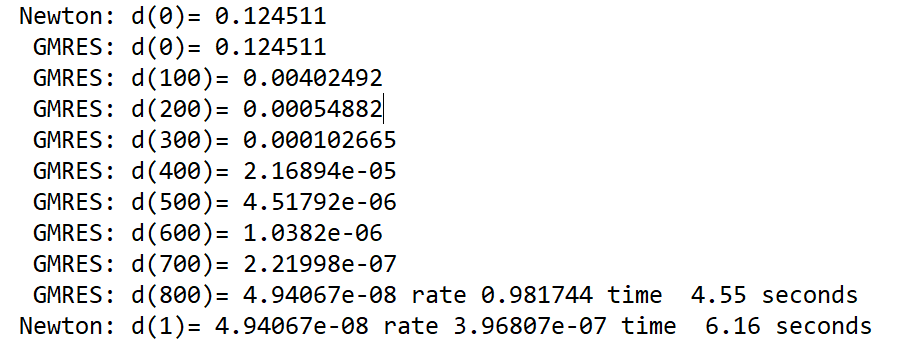 Newton: d(0)= 0.124511
GMRES: d(0)= 0.124511
GMRES: d(100)= 0.00402492
GMRES: d(200)= 0.00054882
GMRES: d(300)= 0.000102665
GMRES: d(400)= 2.16894e-05
GMRES: d(500)= 4.51792e-06
GMRES: d(600)= 1.0382e-06
GMRES: d(700)= 2.21998e-07
GMRES: d(800)= 4.94067e-08 rate 0.981744 time  4.55 seconds
Newton: d(1)= 4.94067e-08 rate 3.96807e-07 time  6.16 seconds